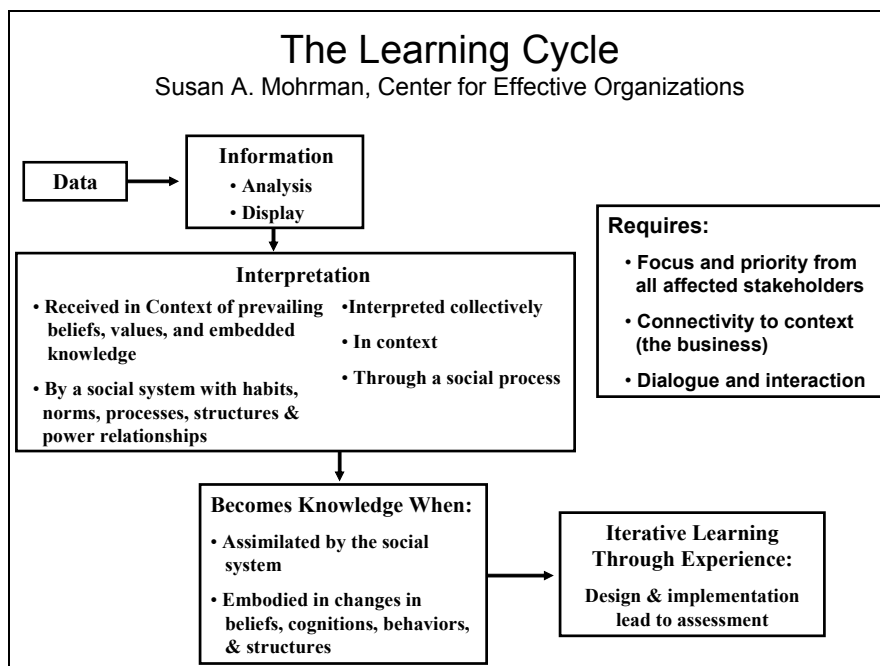 The Learning Cycle
Susan A. Mohrman, Center for Effective Organizations
Data
Information
• Analysis
• Display
Interpretation
• Received in Context of prevailing
beliefs, values, and embedded
knowledge
• By a social system with habits,
norms, processes, structures &
power relationships
•Interpreted collectively
• In context
• Through a social process
Requires:
• Focus and priority from
all affected stakeholders
• Connectivity to context
(the business)
• Dialogue and interaction
Becomes Knowledge When:
• Assimilated by the social
system
• Embodied in changes in
beliefs, cognitions, behaviors,
& structures
Iterative Learning
Through Experience:
Design & implementation
lead to assessment